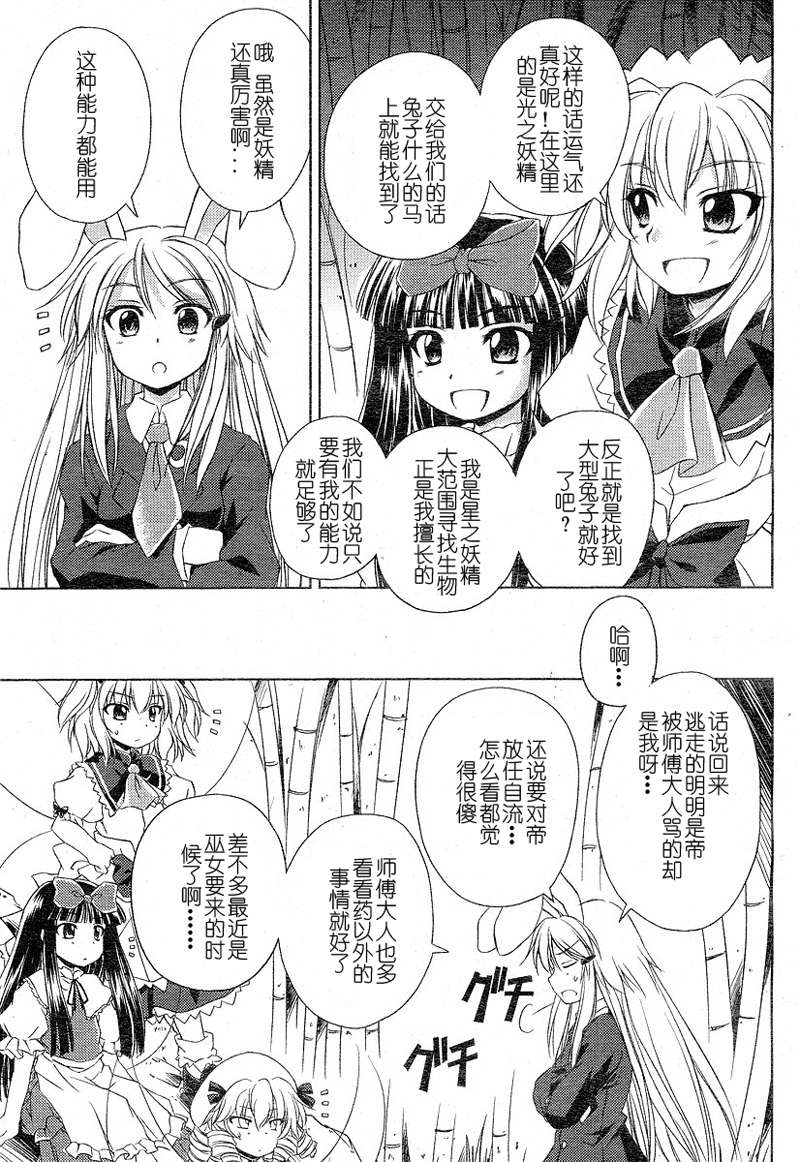 这样的话运气还
真好呢!在这里
的是光之妖精
交给我们的话
兔子什么的马
上就能找到了
反正就是找到
大型兔子就好
了吧?
我是星之妖精
大范围寻找生物
正是我擅长的
我们不如说只
要有我的能力
就足够了
哦 虽然是妖精
还真厉害啊…
这种能力都能用
哈啊…
话说回来
逃走的明明是帝
被师傅大人骂的却
是我呀…
还说要对帝
放任自流…
怎么看都觉
得很傻
师傅大人也多
看看药以外的
事情就好了
グチ
グチ
差不多最近是
巫女要来的时
候了啊……